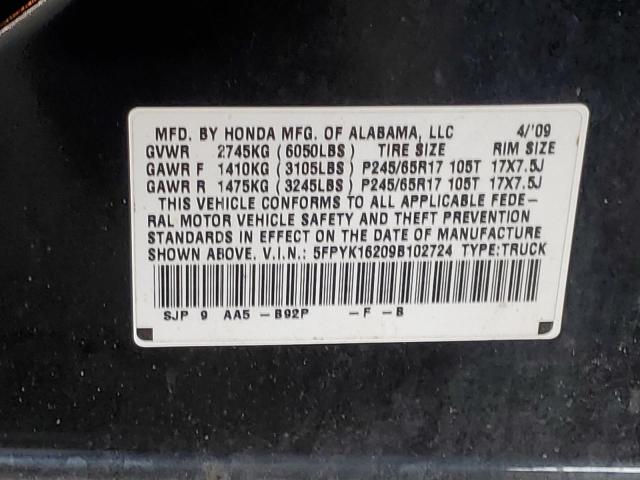 MFD. BY HONDA MFG. OF ALABAMA, LLC 4/'09
GVWR 2745KG (6050LBS) TIRE SIZE RIM SIZE
GAWR F 1410KG (3105LBS) P245/65R17 105T 17X7.5J
GAWR R 1475KG (3245LBS) P245/65R17 105T 17X7.5J
THIS VEHICLE CONFORMS TO ALL APPLICABLE FEDE-
RAL MOTOR VEHICLE SAFETY AND THEFT PREVENTION
STANDARDS IN EFFECT ON THE DATE OF MANUFACTURE
SHOWN ABOVE. V.I.N.: 5FPYK16209B102724 TYPE:TRUCK
SJP 9 AA5 -B92P -F -B